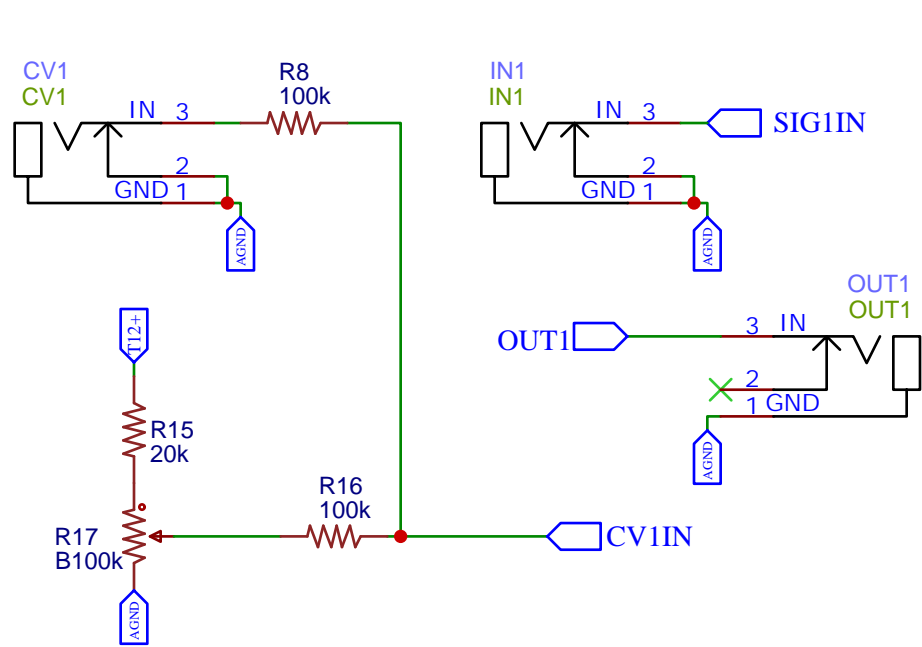 CV1
CV1
IN 3
2
GND 1
AGND
R8
100k
IN1
IN1
IN 3
2
GND 1
AGND
SIG1IN
OUT1
OUT1
OUT1
3 IN
2
1 GND
AGND
T12+
R15
20k
R16
100k
R17
B100k
AGND
CV1IN